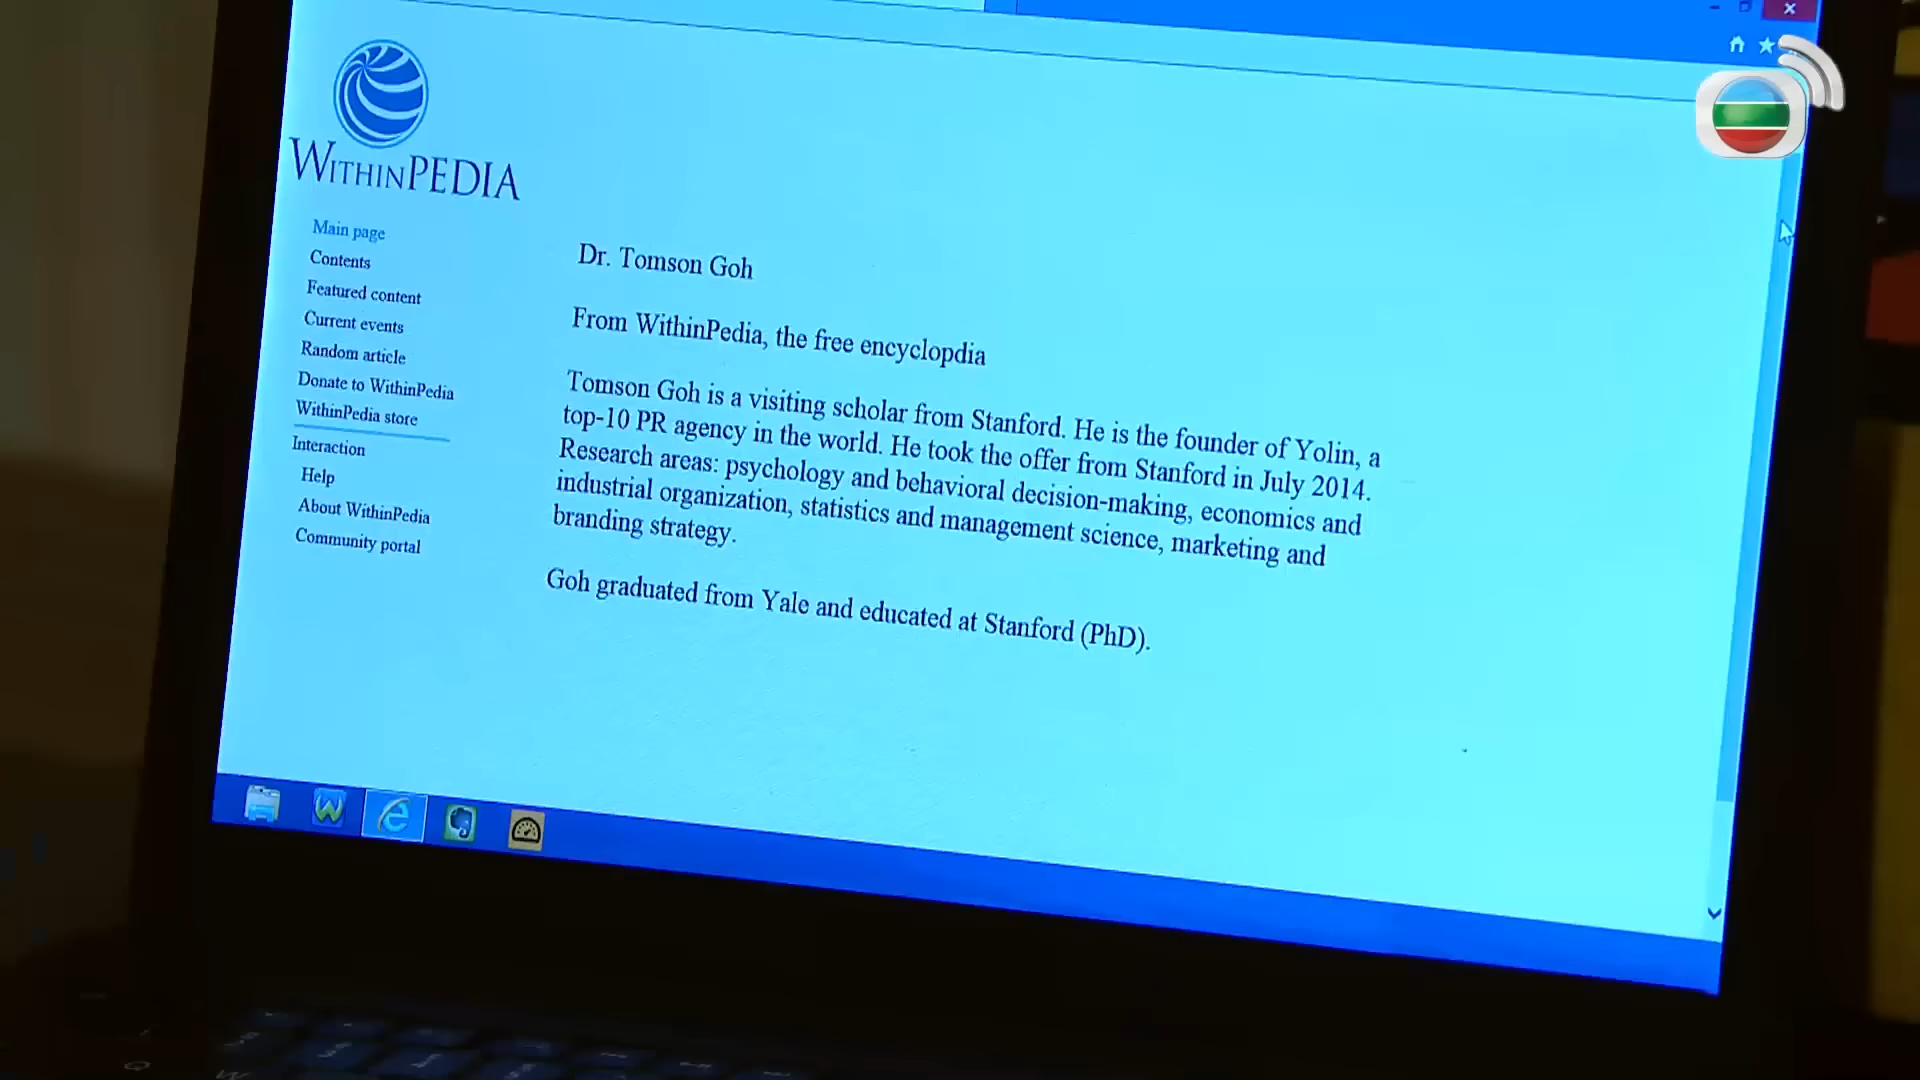 WITHINPEDIA
Main page
Contents
Featured content
Current events
Random article
Donate to WithinPedia
WithinPedia store
Interaction
Help
About WithinPedia
Community portal
Dr. Tomson Goh
From WithinPedia, the free encyclopdia
Tomson Goh is a visiting scholar from Stanford. He is the founder of Yolin, a
top-10 PR agency in the world. He took the offer from Stanford in July 2014.
Research areas: psychology and behavioral decision-making, economics and
industrial organization, statistics and management science, marketing and
branding strategy.
Goh graduated from Yale and educated at Stanford (PhD).